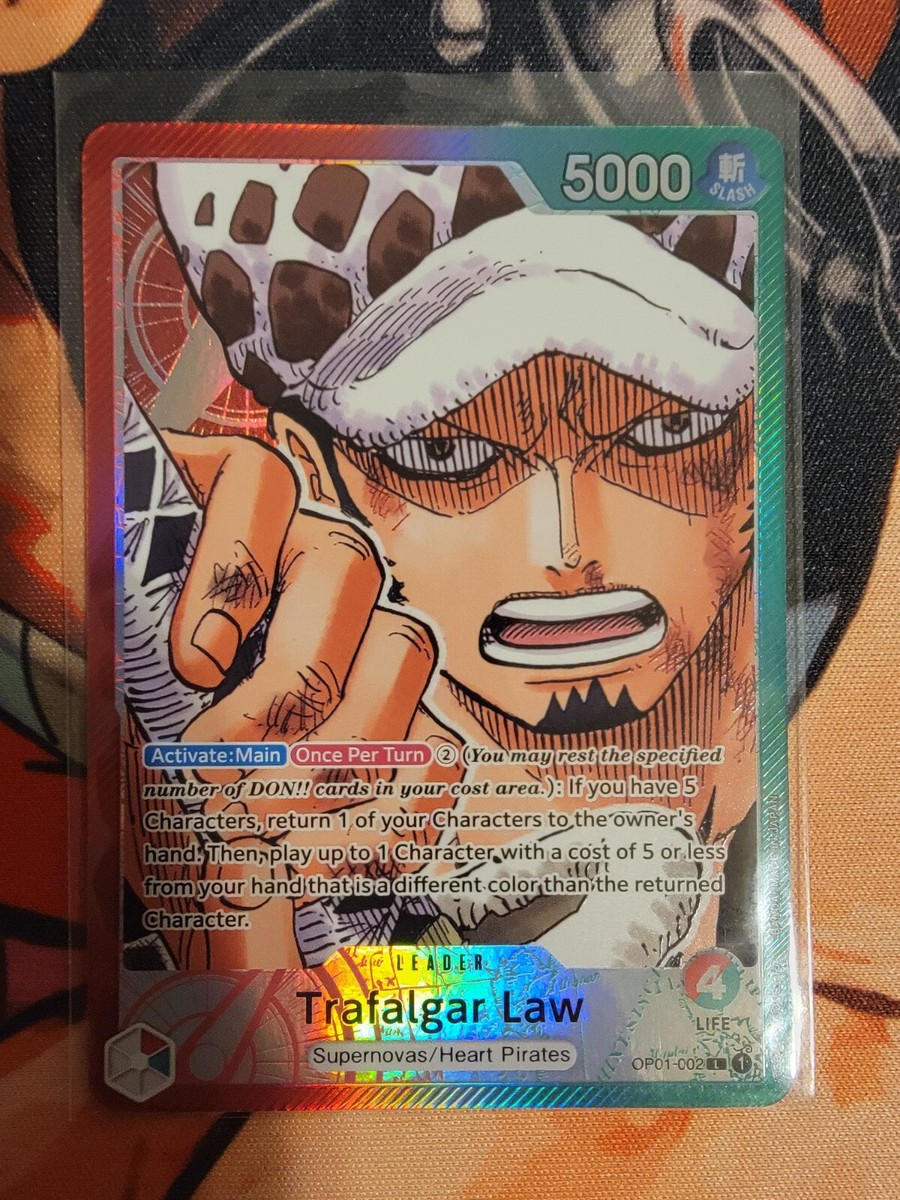 5000 斬
SLASH
Activate:Main Once Per Turn ② (You may rest the specified
number of DON!! cards in your cost area.): If you have 5
Characters, return 1 of your Characters to the owner's
hand. Then, play up to 1 Character with a cost of 5 or less
from your hand that is a different color than the returned
Character.
LEADER
Trafalgar Law
4
LIFE
Supernovas/Heart Pirates
OP01-002 L 1